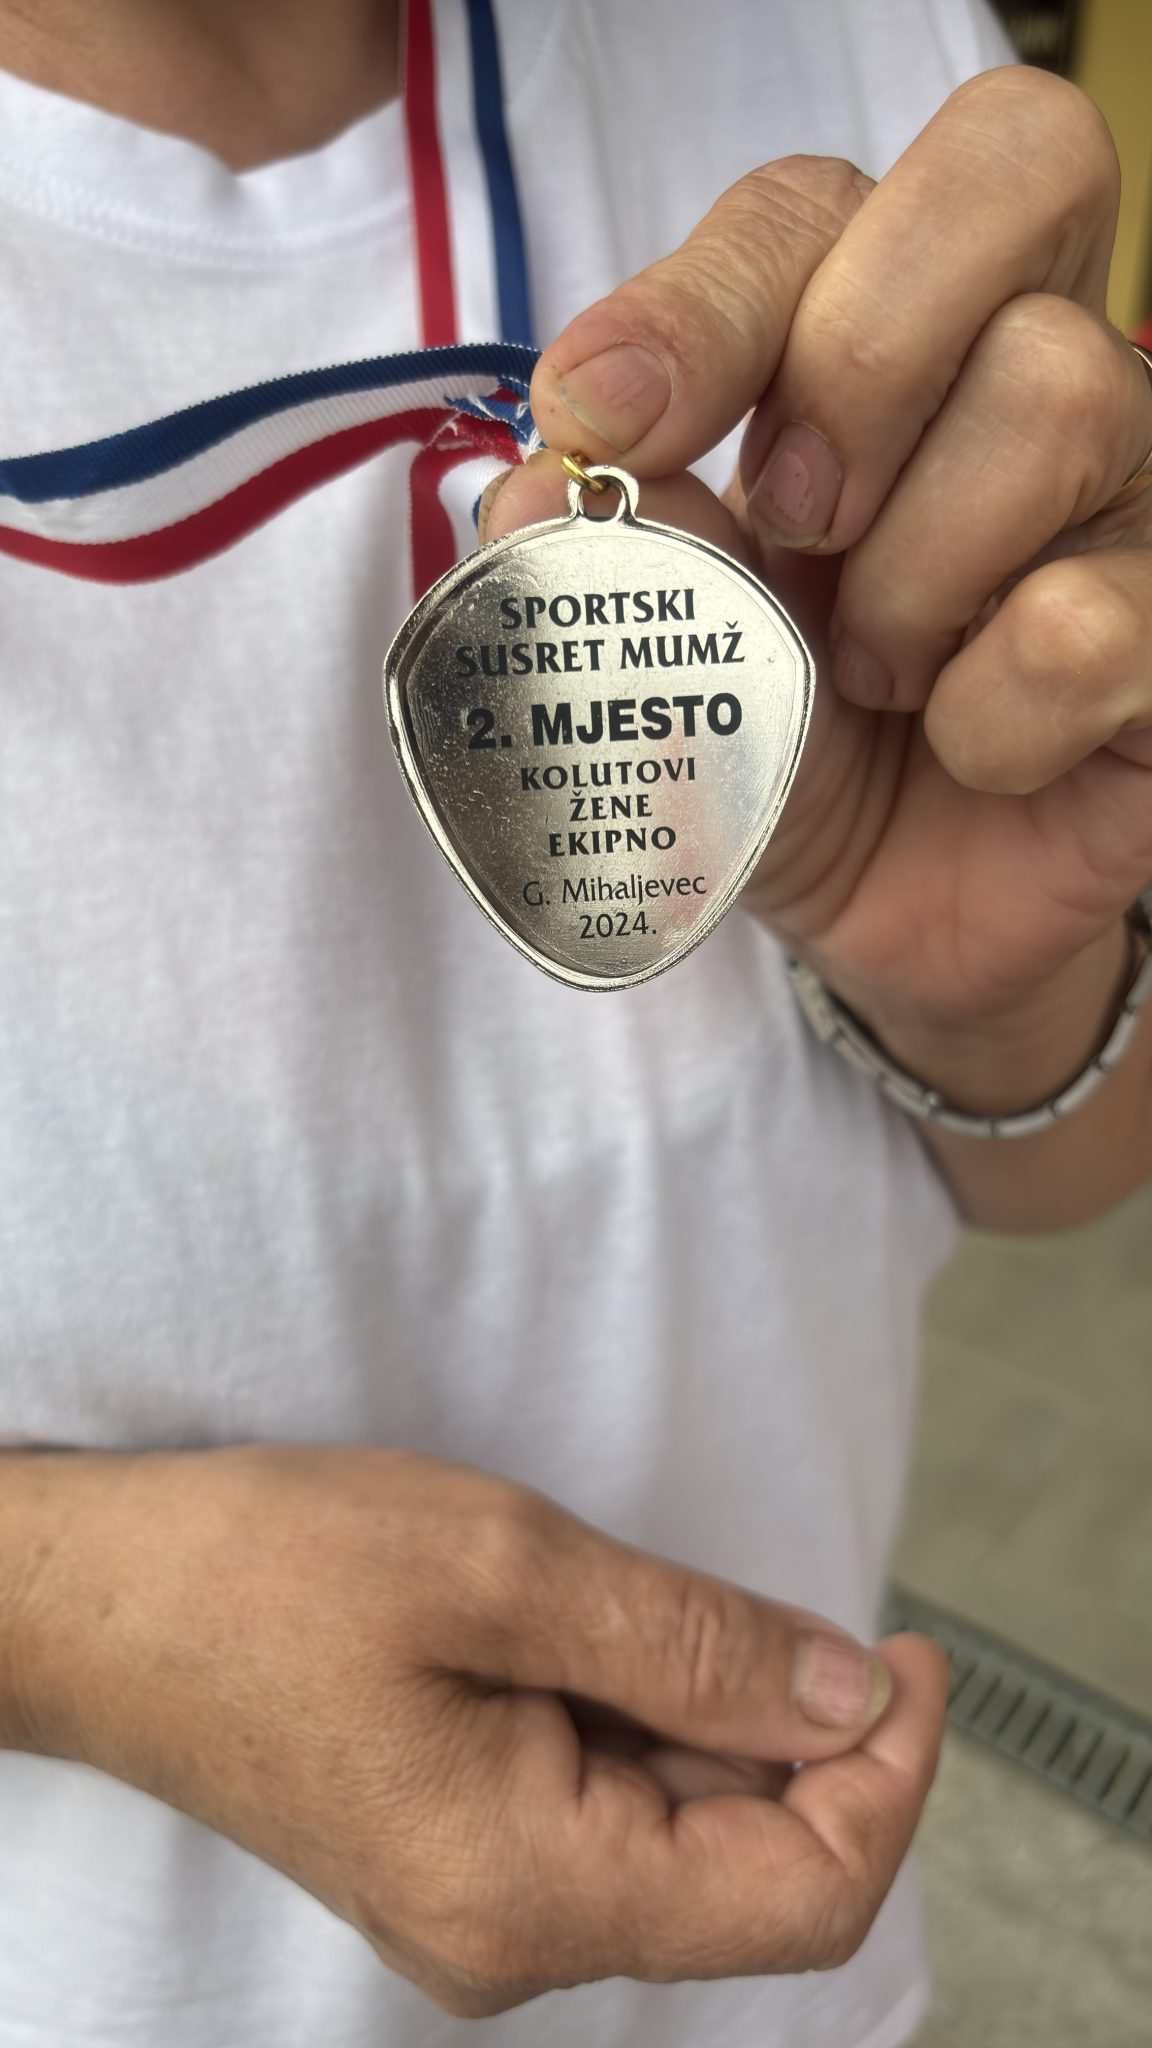 SPORTSKI
SUSRET MUMŽ
2. MJESTO
KOLUTOVI
ŽENE
EKIPNO
G. Mihaljevec
2024.